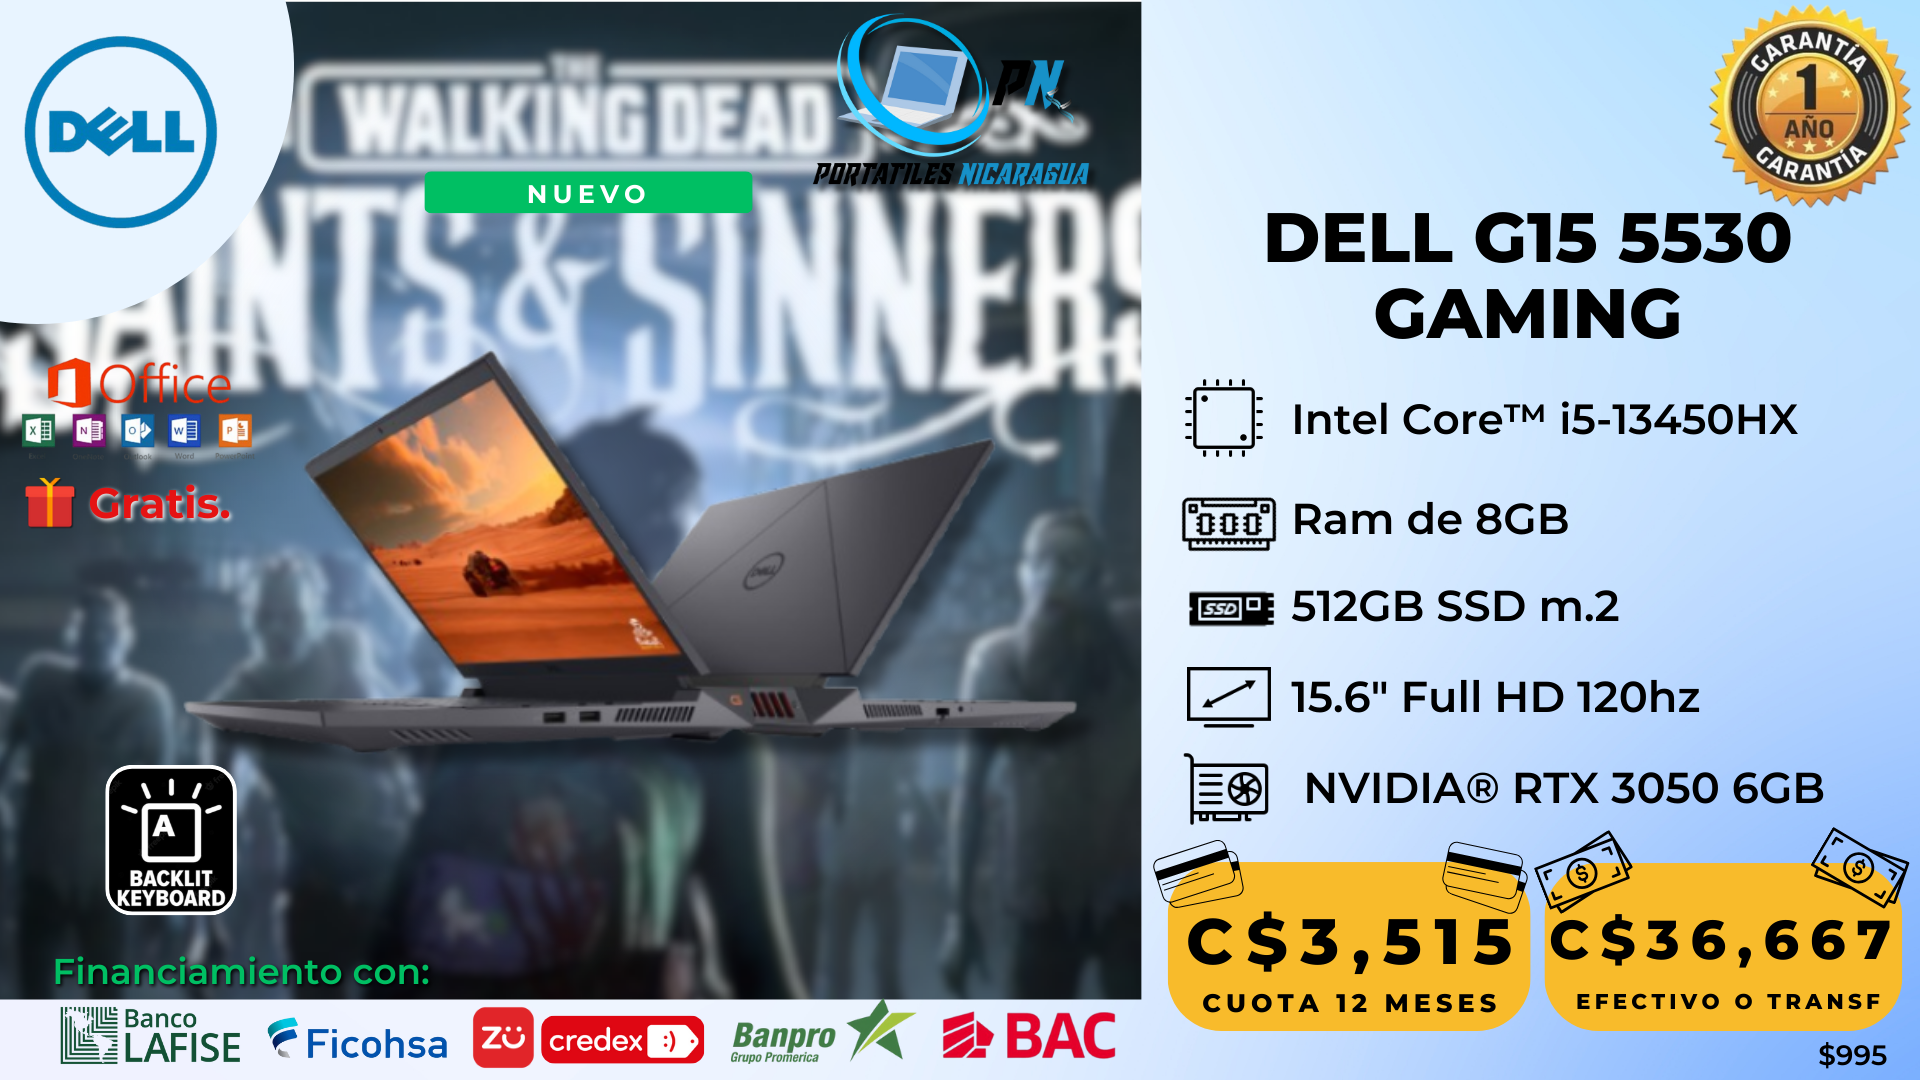 DELL
THE
WALKING DEAD
SAINTS & SINNERS
PN
PORTATILES NICARAGUA
NUEVO
Office
X N O W P
Word
Gratis.
DELL
A
BACKLIT
KEYBOARD
GARANTÍA
1
AÑO
GARANTÍA
DELL G15 5530
GAMING
Intel Core™ i5-13450HX
Ram de 8GB
SSD
512GB SSD m.2
15.6" Full HD 120hz
NVIDIA® RTX 3050 6GB
C$3,515
CUOTA 12 MESES
C$36,667
EFECTIVO O TRANSF
$995
Financiamiento con:
Banco
LAFISE
Ficohsa
zü
credex :)
Banpro
Grupo Promerica
BAC